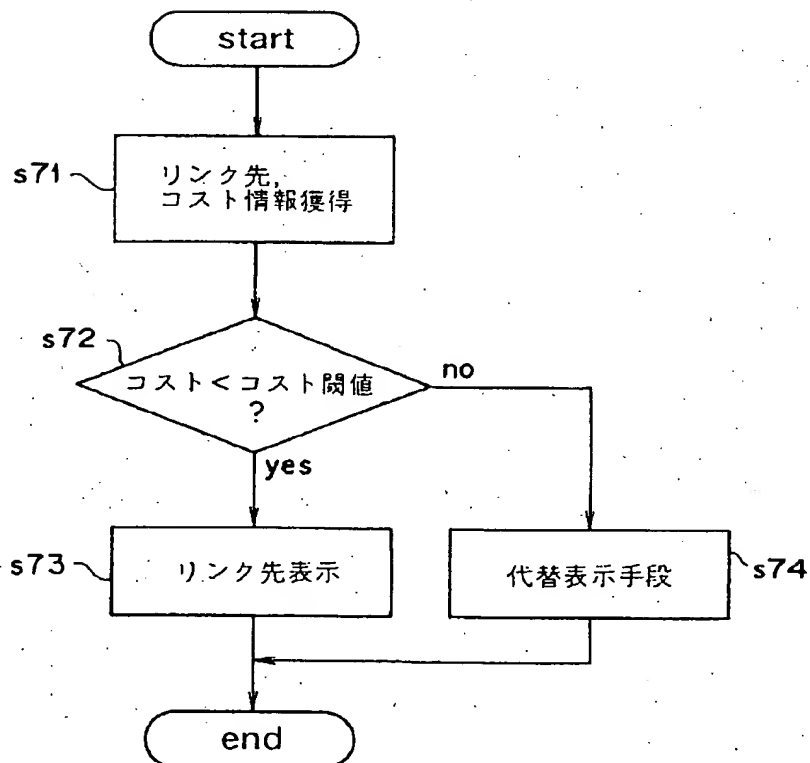 start
s71
リンク先,
コスト情報獲得
s72
コスト<コスト閾値
?
no
yes
s73
リンク先表示
代替表示手段
s74
end